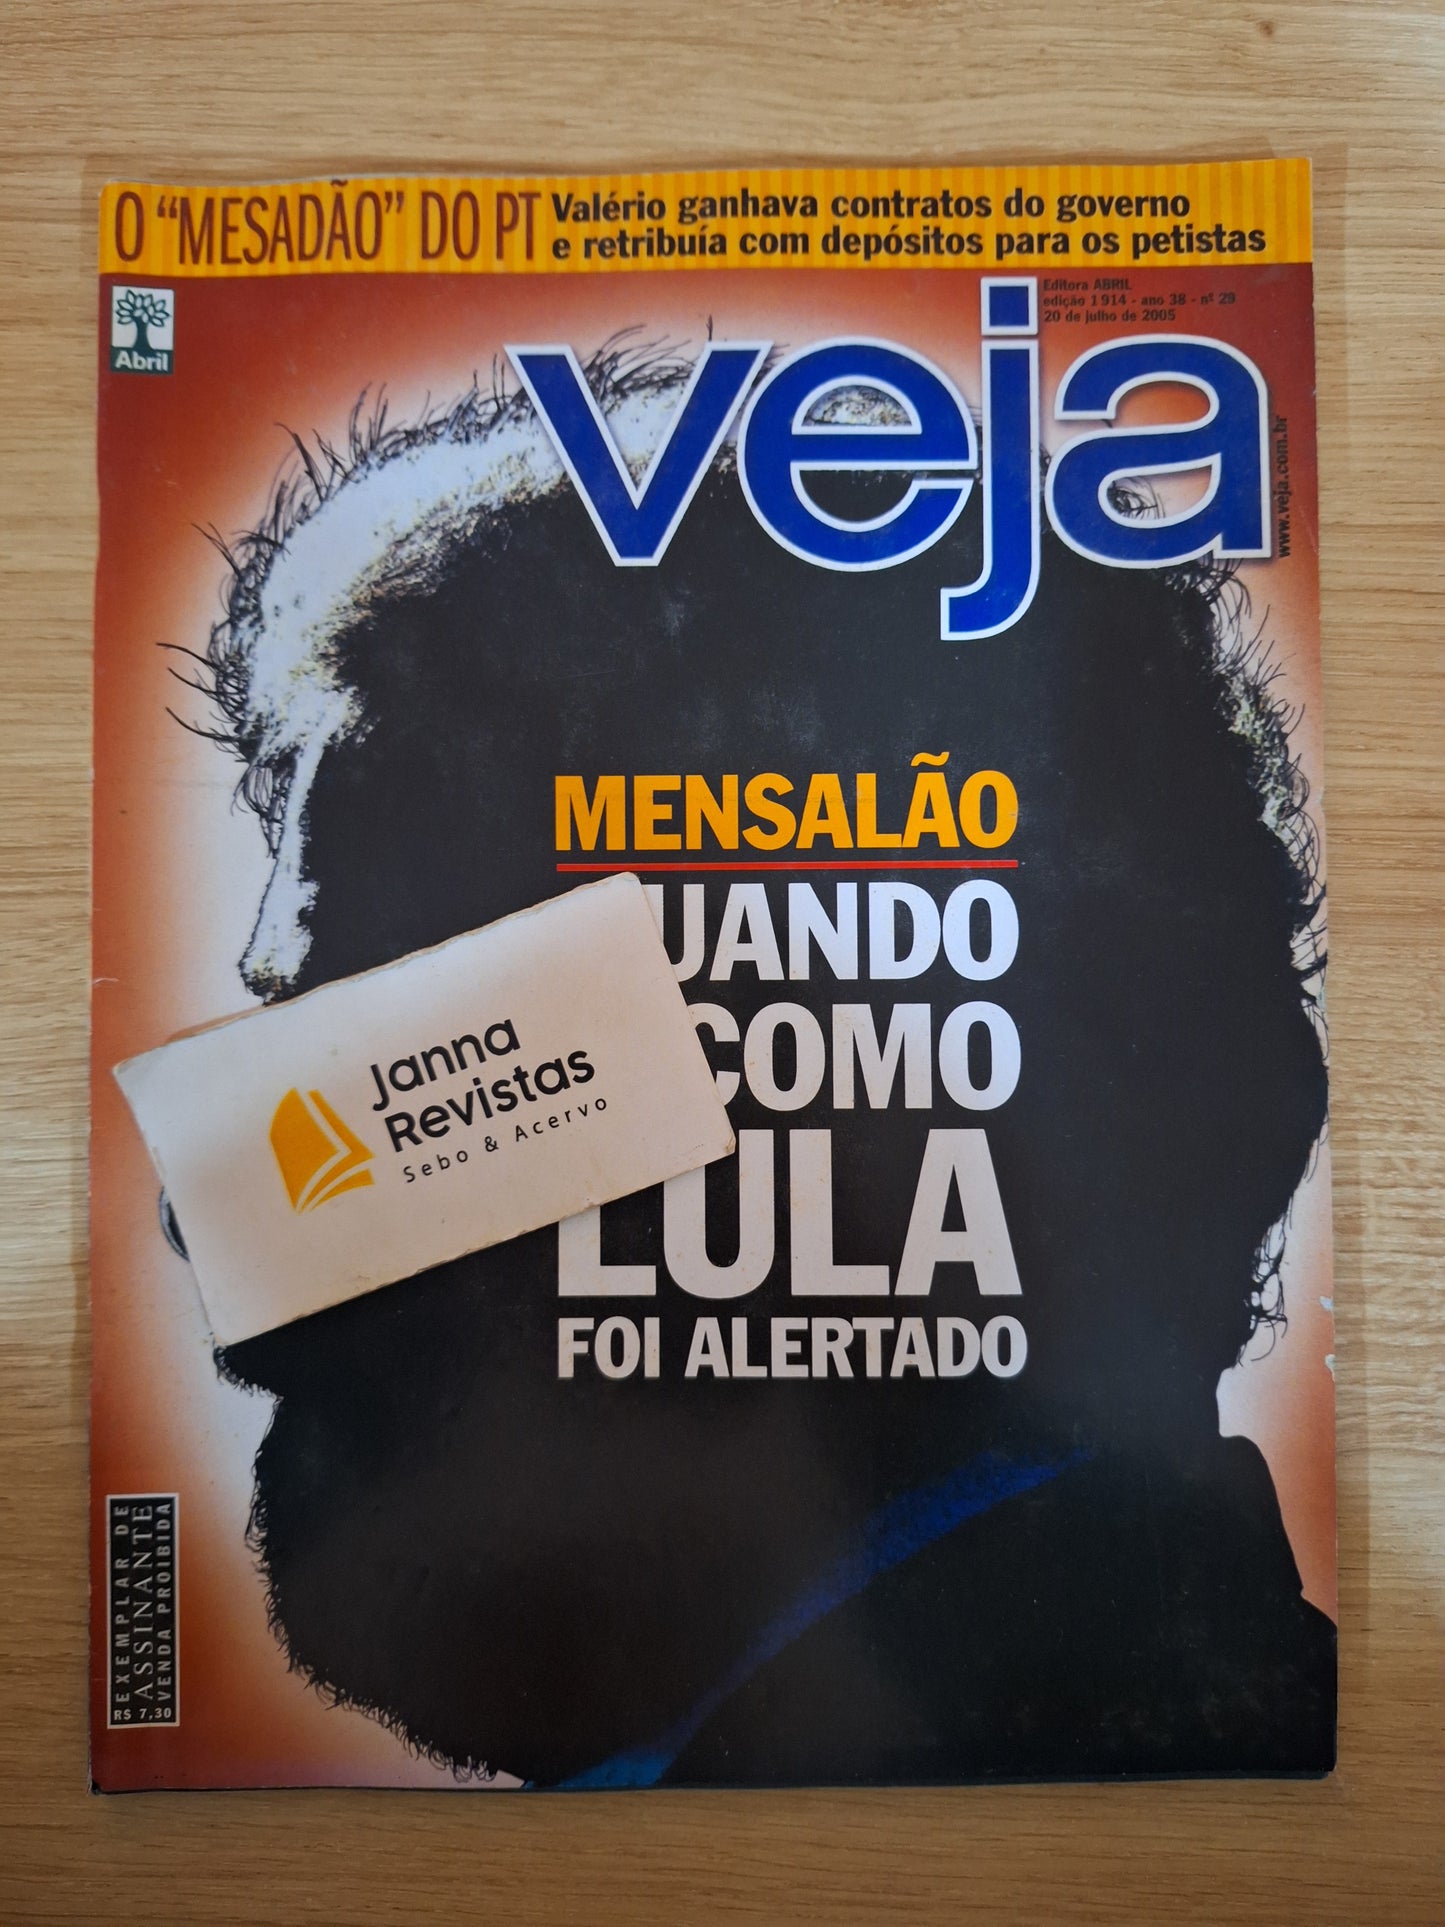 O "MESADÃO" DO PT
Valério ganhava contratos do governo
e retribuía com depósitos para os petistas
Abril
Editora ABRIL
edição 1914 - ano 38 - nº 29
20 de julho de 2005
veja
www.veja.com.br
MENSALÃO
UANDO
COMO
LULA
FOI ALERTADO
Janna
Revistas
Sebo & Acervo
EXEMPLAR DE
ASSINANTE
VENDA PROIBIDA
R$ 7,30